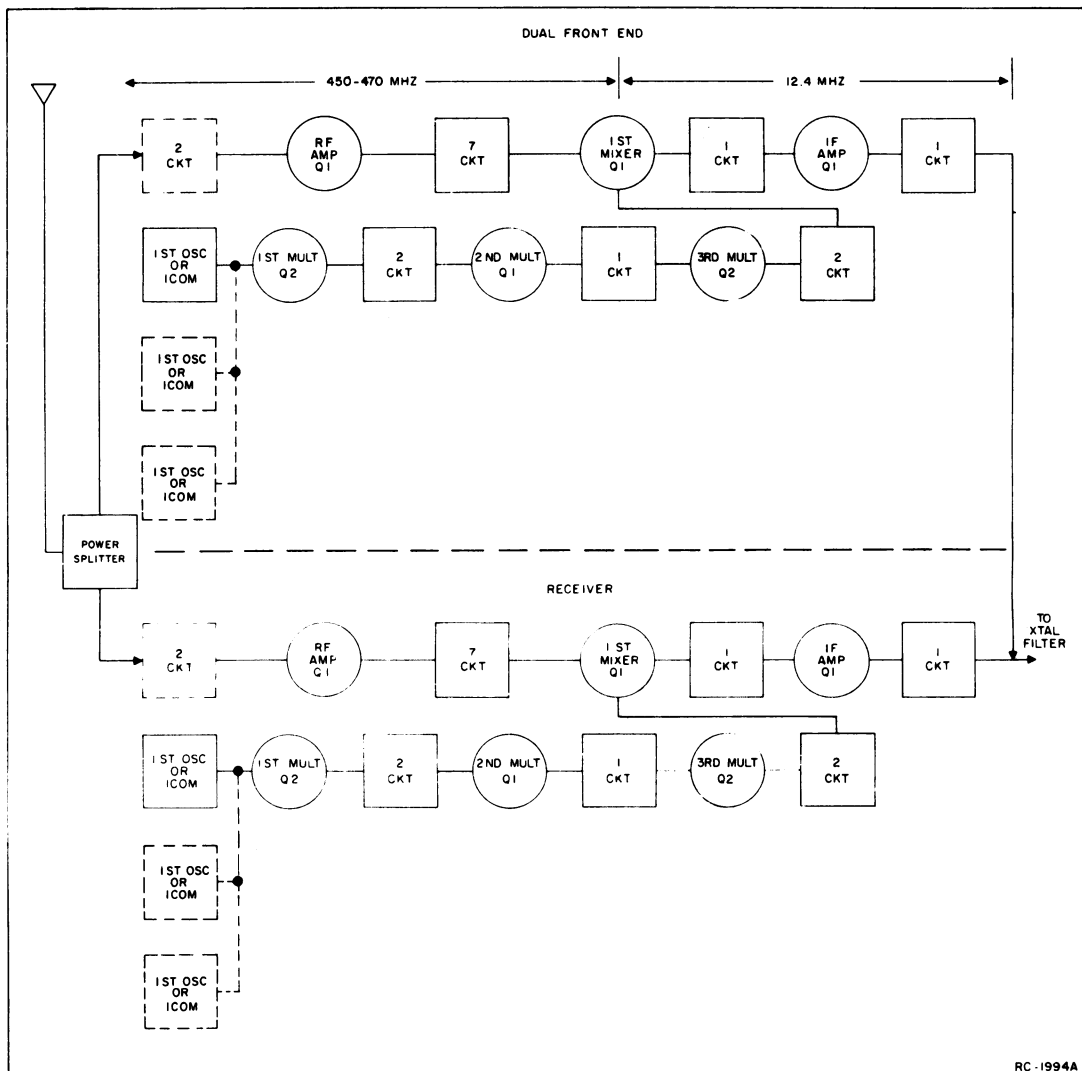 DUAL FRONT END
450-470 MHZ
12.4 MHZ
2
CKT
RF
AMP
Q1
7
CKT
1ST
MIXER
Q1
1
CKT
IF
AMP
Q1
1
CKT
1ST OSC
OR
ICOM
1ST MULT
Q2
2
CKT
2ND MULT
Q1
1
CKT
3RD MULT
Q2
2
CKT
1ST OSC
OR
ICOM
1ST OSC
OR
ICOM
POWER
SPLITTER
RECEIVER
2
CKT
RF
AMP
Q1
7
CKT
1ST
MIXER
Q1
1
CKT
IF
AMP
Q1
1
CKT
TO
XTAL
FILTER
1ST OSC
OR
ICOM
1ST MULT
Q2
2
CKT
2ND MULT
Q1
1
CKT
3RD MULT
Q2
2
CKT
1ST OSC
OR
ICOM
1ST OSC
OR
ICOM
RC-1994A